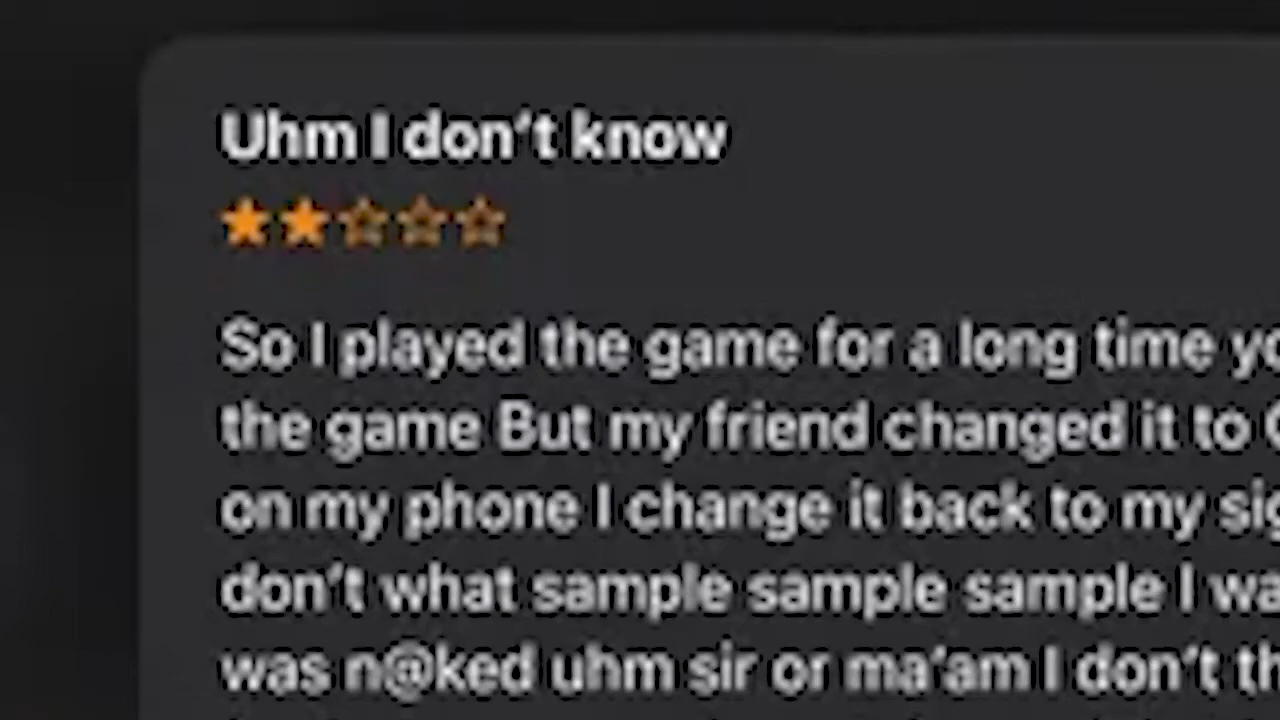 Uhm I don't know
★★☆☆☆
So I played the game for a long time
the game But my friend changed it to
on my phone I change it back to my
don't what sample sample sample I
was n@ked uhm sir or ma'am I don't